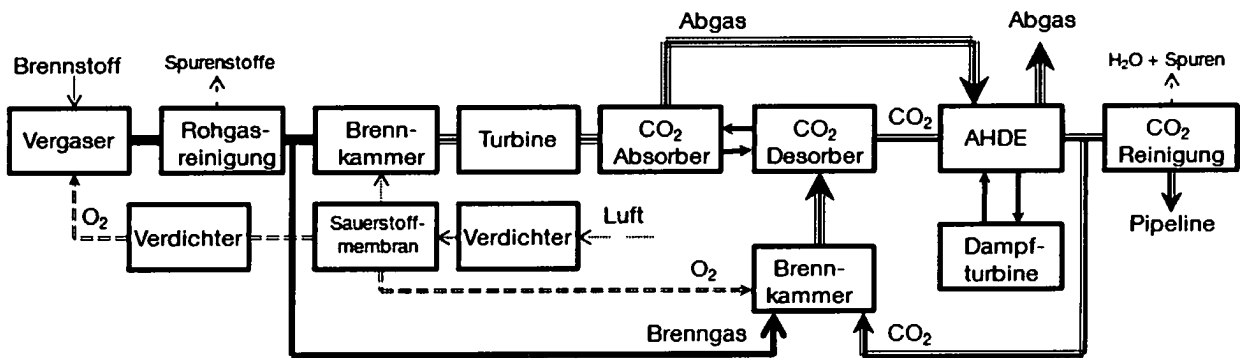 Abgas
Abgas
Brennstoff
Spurenstoffe
H₂O + Spuren
Vergaser
Rohgas-
reinigung
Brenn-
kammer
Turbine
CO₂
Absorber
CO₂
Desorber
CO₂
AHDE
CO₂
Reinigung
O₂
Verdichter
Sauerstoff-
membran
Verdichter
Luft
Pipeline
O₂
Brenn-
kammer
Dampf-
turbine
Brenngas
CO₂